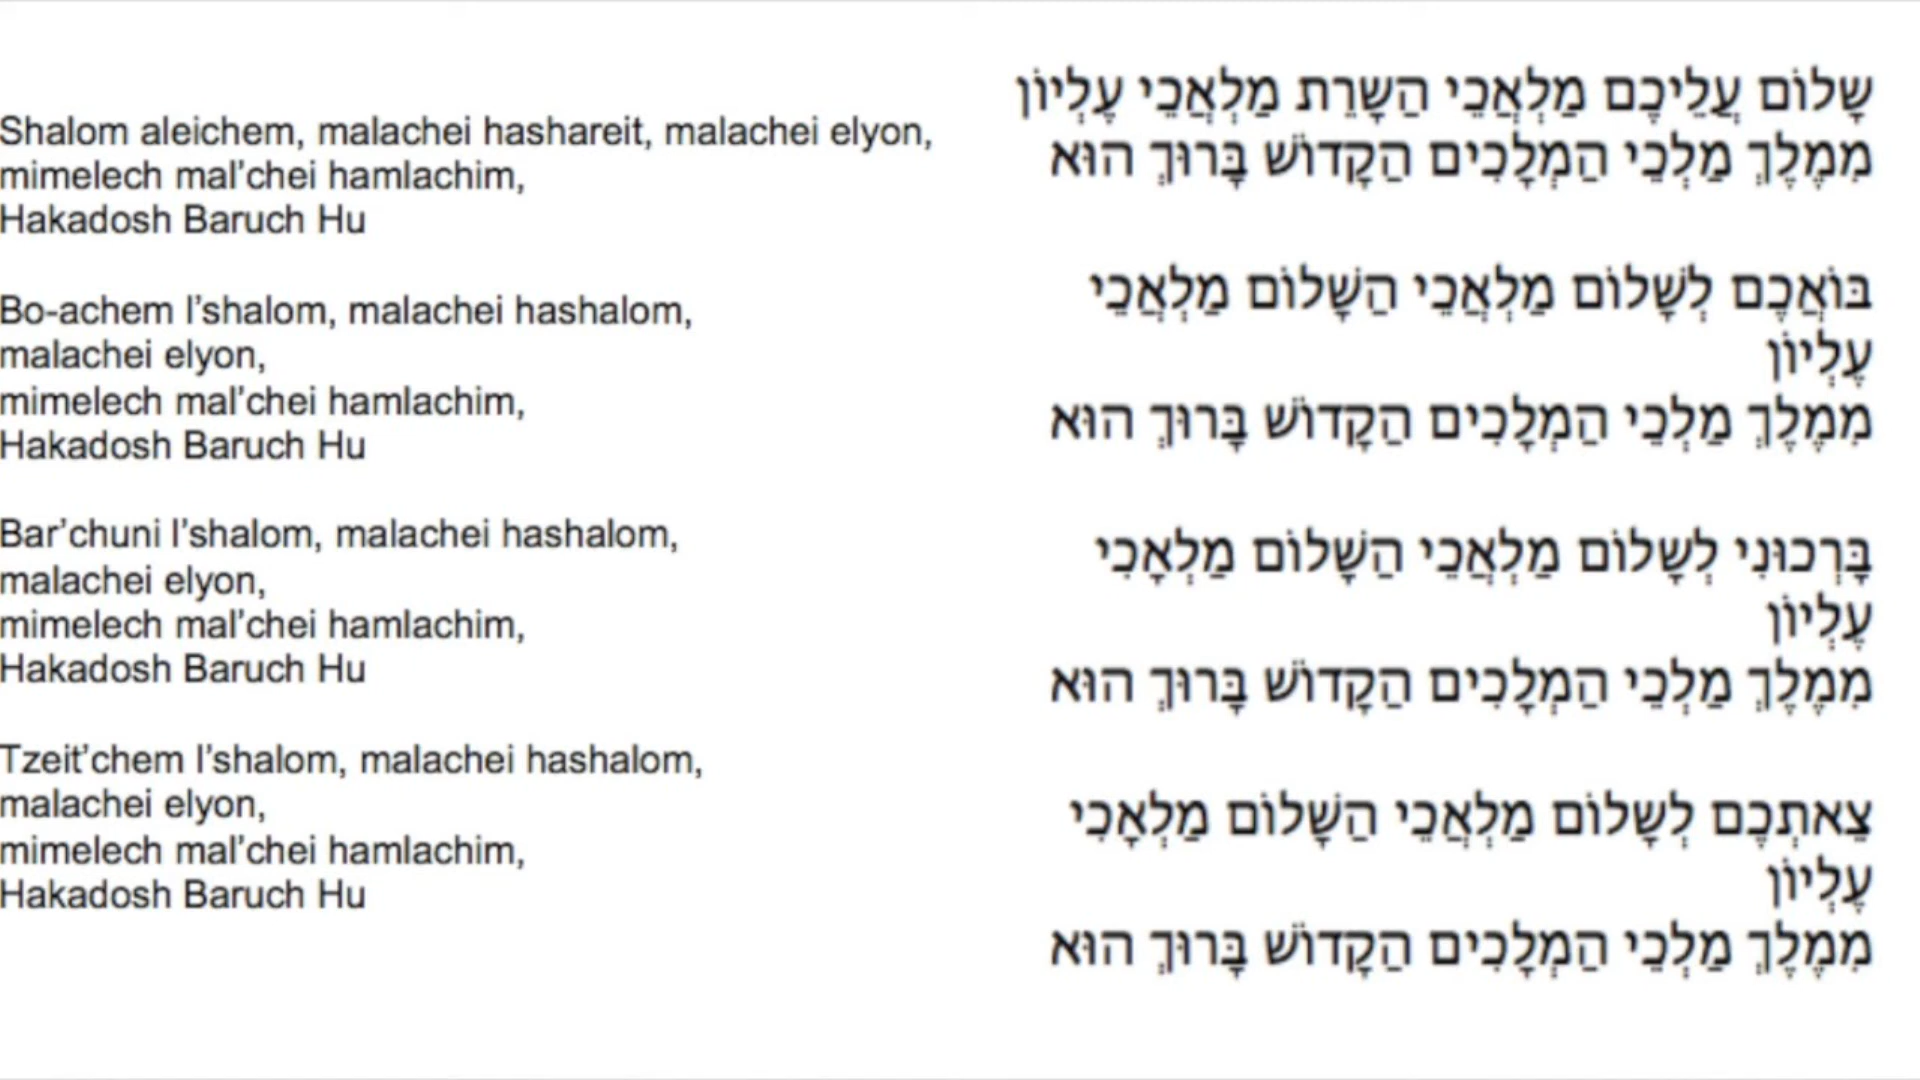 Shalom aleichem, malachei hashareit, malachei elyon,
mimelech mal’chei hamlachim,
Hakadosh Baruch Hu
Bo-achem l’shalom, malachei hashalom,
malachei elyon,
mimelech mal’chei hamlachim,
Hakadosh Baruch Hu
Bar’chuni l’shalom, malachei hashalom,
malachei elyon,
mimelech mal’chei hamlachim,
Hakadosh Baruch Hu
Tzeit’chem l’shalom, malachei hashalom,
malachei elyon,
mimelech mal’chei hamlachim,
Hakadosh Baruch Hu
שָׁלוֹם עֲלֵיכֶם מַלְאֲכֵי הַשָּׁרֵת מַלְאֲכֵי עֶלְיוֹן
מִמֶּלֶךְ מַלְכֵי הַמְּלָכִים הַקָּדוֹשׁ בָּרוּךְ הוּא
בּוֹאֲכֶם לְשָׁלוֹם מַלְאֲכֵי הַשָּׁלוֹם מַלְאֲכֵי
עֶלְיוֹן
מִמֶּלֶךְ מַלְכֵי הַמְּלָכִים הַקָּדוֹשׁ בָּרוּךְ הוּא
בָּרְכוּנִי לְשָׁלוֹם מַלְאֲכֵי הַשָּׁלוֹם מַלְאָכִי
עֶלְיוֹן
מִמֶּלֶךְ מַלְכֵי הַמְּלָכִים הַקָּדוֹשׁ בָּרוּךְ הוּא
צֵאתְכֶם לְשָׁלוֹם מַלְאֲכֵי הַשָּׁלוֹם מַלְאָכִי
עֶלְיוֹן
מִמֶּלֶךְ מַלְכֵי הַמְּלָכִים הַקָּדוֹשׁ בָּרוּךְ הוּא